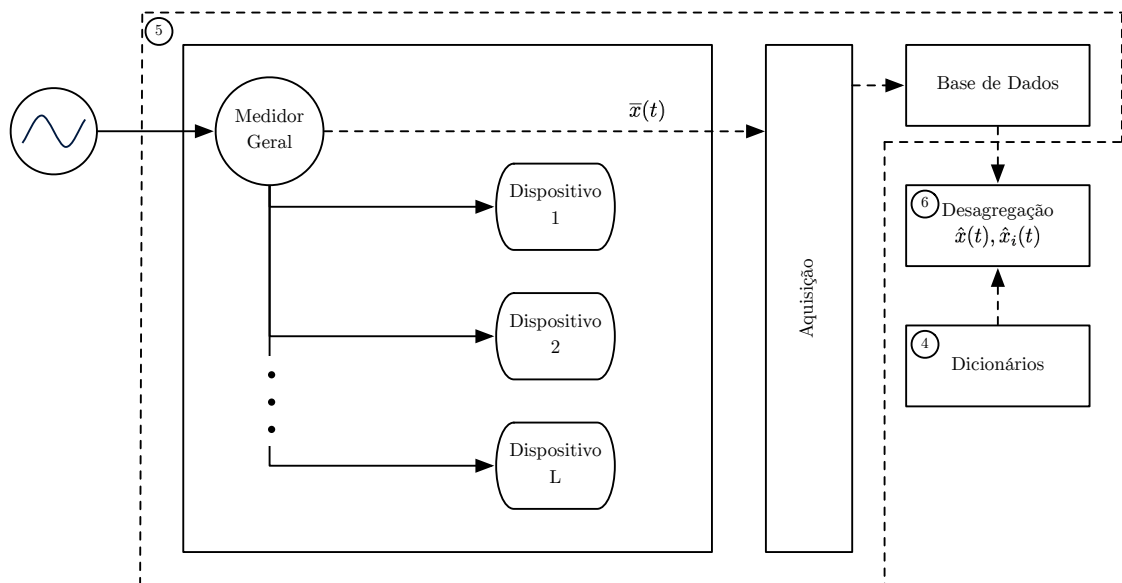 5
Medidor
Geral
x̅(t)
Dispositivo
1
Dispositivo
2
Dispositivo
L
Aquisição
Base de Dados
6
Desagregação
x̂(t), x̂ᵢ(t)
4
Dicionários